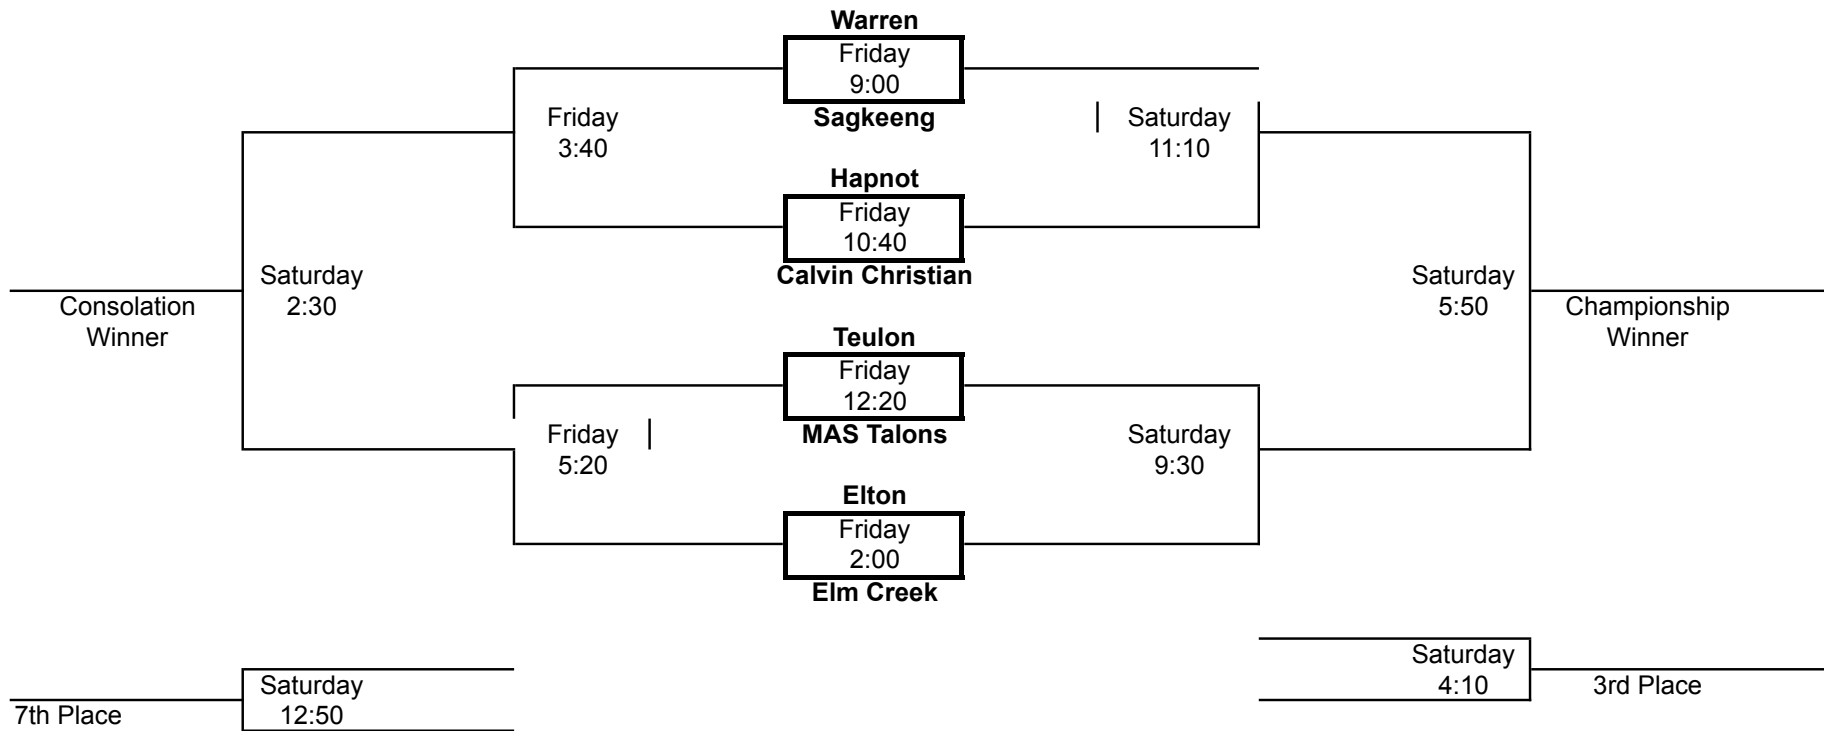 Warren
Friday
9:00
Sagkeeng
Friday
3:40
Saturday
11:10
Hapnot
Friday
10:40
Calvin Christian
Saturday
2:30
Consolation
Winner
Saturday
5:50
Championship
Winner
Teulon
Friday
12:20
MAS Talons
Friday
5:20
Saturday
9:30
Elton
Friday
2:00
Elm Creek
Saturday
12:50
7th Place
Saturday
4:10
3rd Place